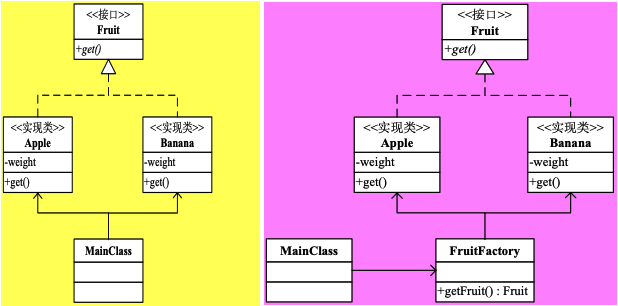 <<接口>>
Fruit
+get()
<<实现类>>
Apple
-weight
+get()
<<实现类>>
Banana
-weight
+get()
MainClass
<<接口>>
Fruit
+get()
<<实现类>>
Apple
-weight
+get()
<<实现类>>
Banana
-weight
+get()
MainClass
FruitFactory
+getFruit() : Fruit